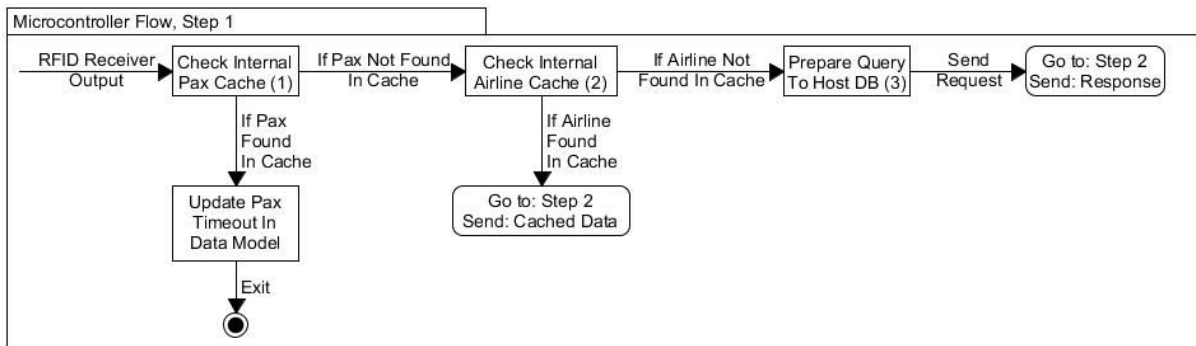 Microcontroller Flow, Step 1
RFID Receiver
Output
Check Internal
Pax Cache (1)
If Pax Not Found
In Cache
Check Internal
Airline Cache (2)
If Airline Not
Found In Cache
Prepare Query
To Host DB (3)
Send
Request
Go to: Step 2
Send: Response
If Pax
Found
In Cache
If Airline
Found
In Cache
Update Pax
Timeout In
Data Model
Go to: Step 2
Send: Cached Data
Exit